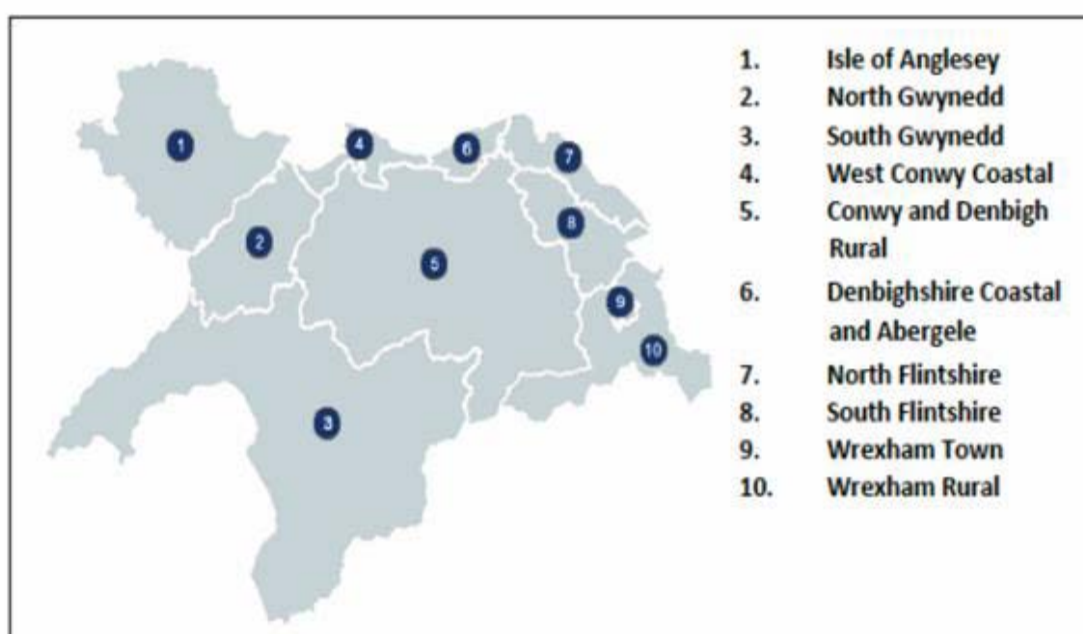 1. Isle of Anglesey
2. North Gwynedd
3. South Gwynedd
4. West Conwy Coastal
5. Conwy and Denbigh
Rural
6. Denbighshire Coastal
and Abergele
7. North Flintshire
8. South Flintshire
9. Wrexham Town
10. Wrexham Rural
1
4
6
7
8
2
5
9
10
3